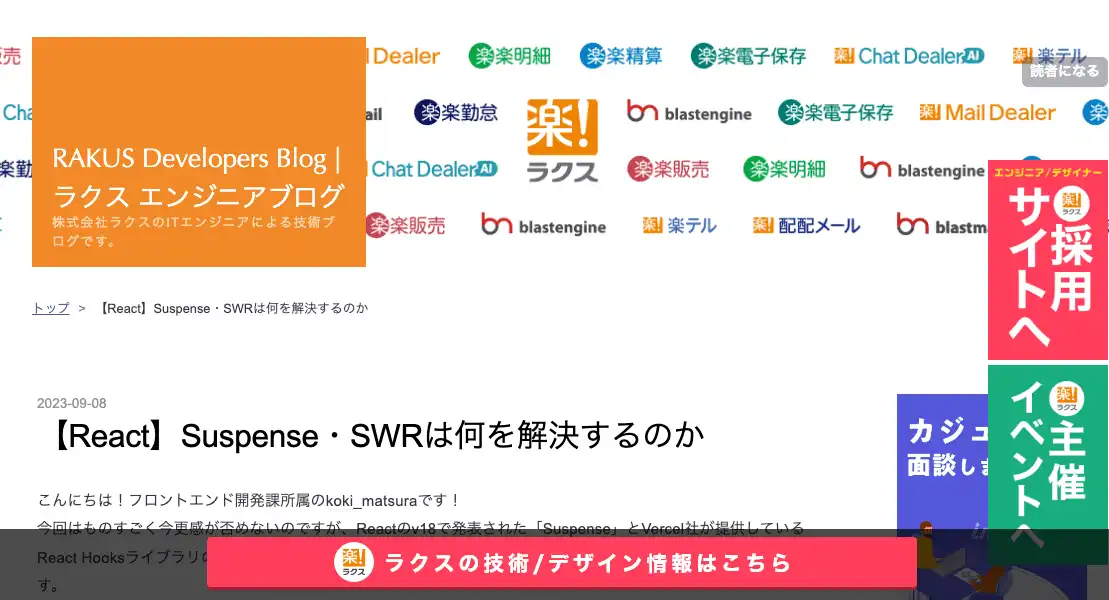 販売
Mail Dealer
楽楽明細
楽楽精算
楽楽電子保存
楽! Chat Dealer AI
楽! 楽テル
読者になる
Cha
ail
楽楽勤怠
楽!
ラクス
blastengine
楽楽電子保存
楽! Mail Dealer
楽
楽楽勤
Chat Dealer AI
楽楽販売
楽楽明細
blastengine
楽楽販売
blastengine
楽! 楽テル
楽! 配配メール
blastm
RAKUS Developers Blog |
ラクス エンジニアブログ
株式会社ラクスのITエンジニアによる技術ブ
ログです。
エンジニア/デザイナー
楽! ラクス
採用
サイトへ
トップ > 【React】Suspense・SWRは何を解決するのか
楽! ラクス
主催
イベントへ
2023-09-08
【React】Suspense・SWRは何を解決するのか
カジュ
面談しま
こんにちは！フロントエンド開発課所属のkoki_matsuraです！
今回はものすごく今更感が否めないのですが、Reactのv18で発表された「Suspense」とVercel社が提供している
React Hooksライブラリの
す。
楽! ラクス ラクスの技術/デザイン情報はこちら